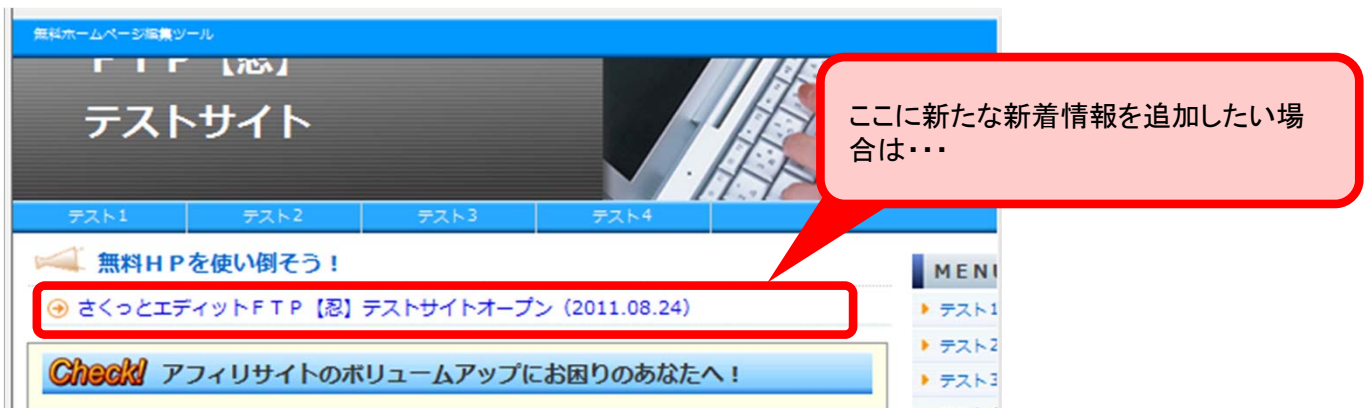 無料ホームページ編集ツール
FTP【忍】
テストサイト
ここに新たな新着情報を追加したい場
合は・・・
テスト1 テスト2 テスト3 テスト4
無料HPを使い倒そう！
さくっとエディットFTP【忍】テストサイトオープン（2011.08.24）
Check! アフィリサイトのボリュームアップにお困りのあなたへ！
MENU
テスト1
テスト2
テスト3